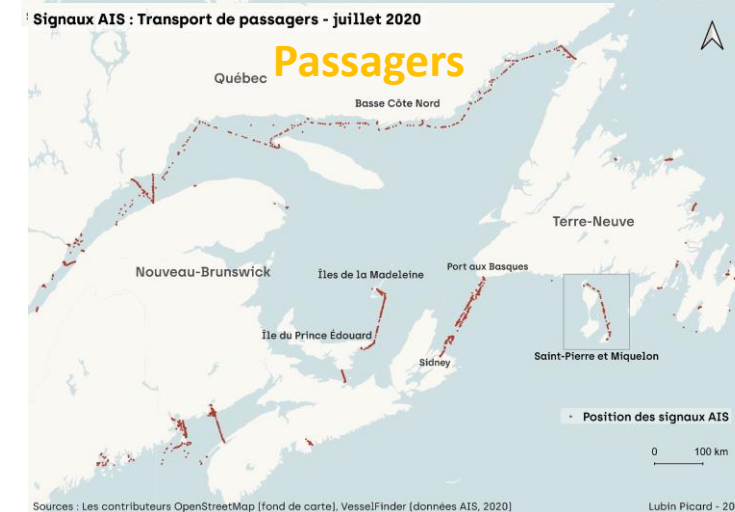 Signaux AIS : Transport de passagers - juillet 2020
Passagers
Québec
Basse Côte Nord
Terre-Neuve
Nouveau-Brunswick
Îles de la Madeleine
Port aux Basques
Île du Prince Édouard
Sidney
Saint-Pierre et Miquelon
Position des signaux AIS
0 100 km
Sources : Les contributeurs OpenStreetMap (fond de carte), VesselFinder (données AIS, 2020)
Lubin Picard - 20